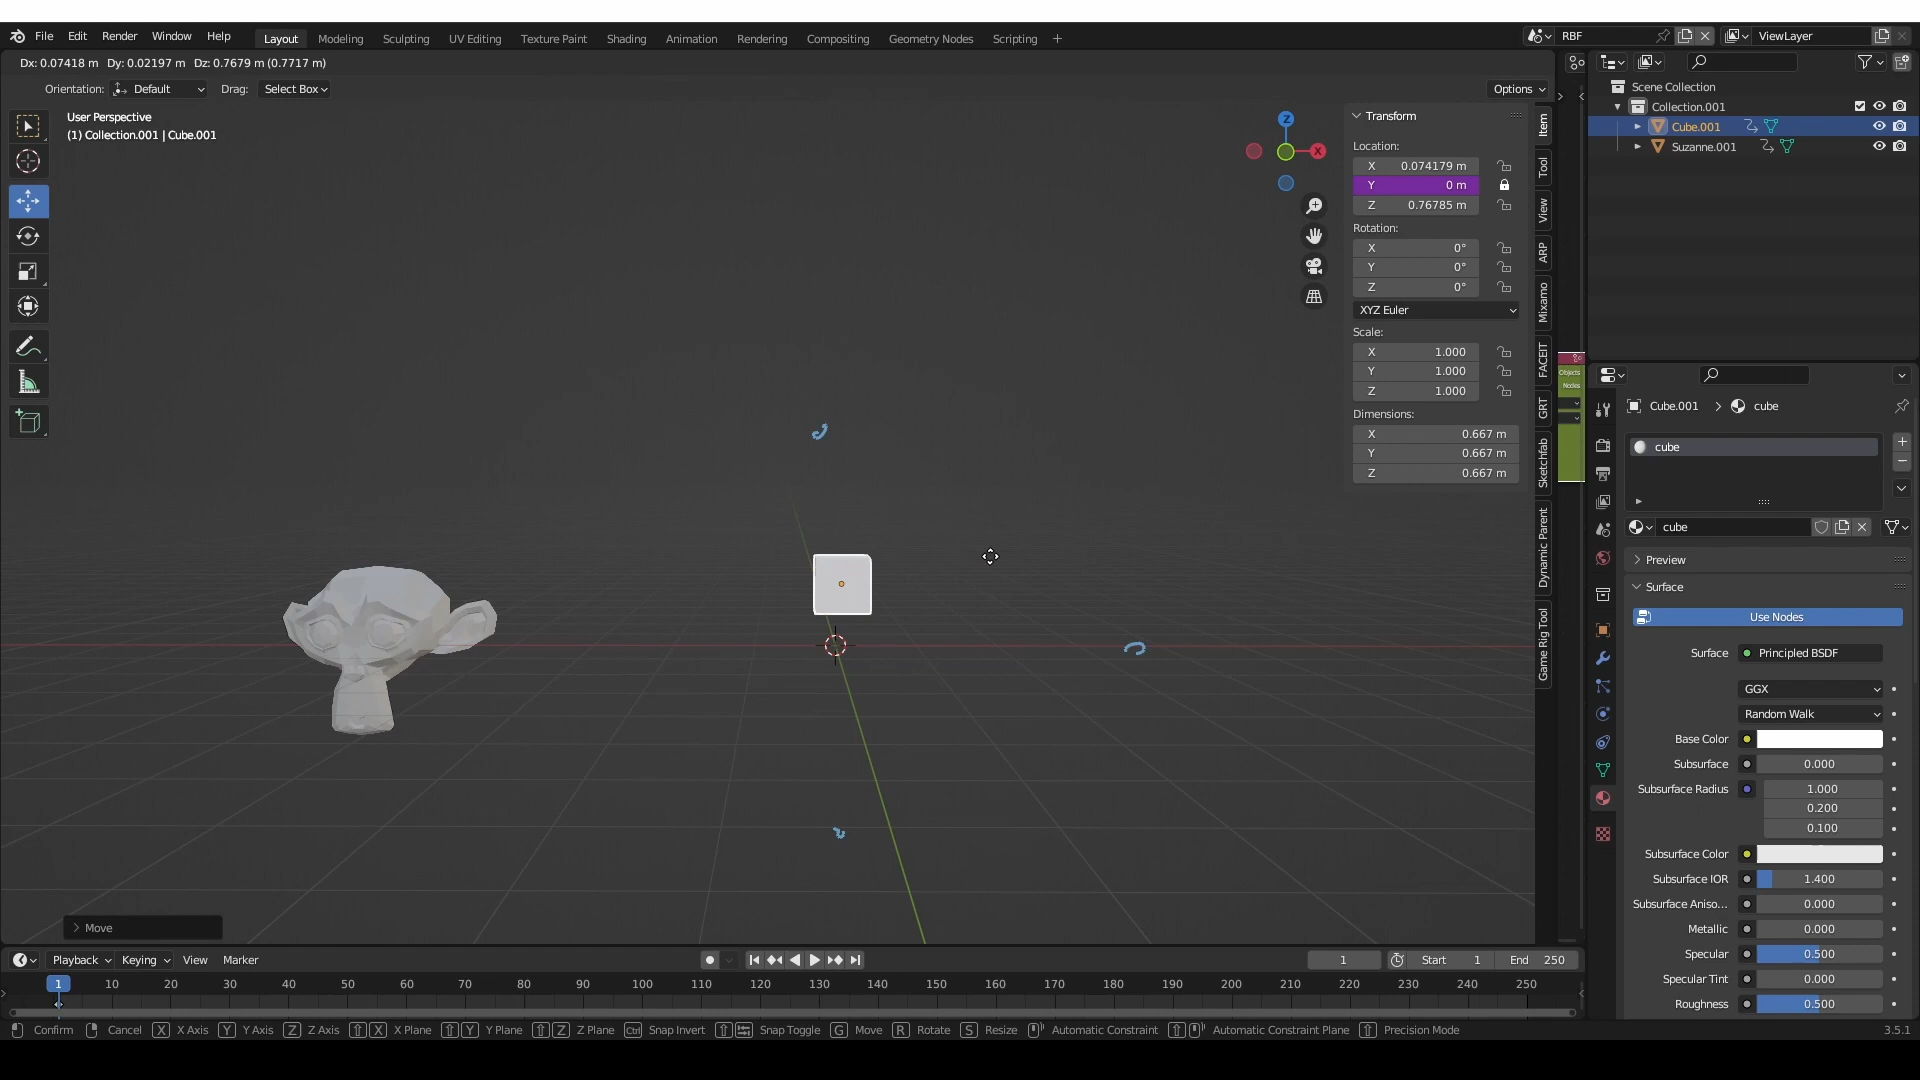 File Edit Render Window Help Layout Modeling Sculpting UV Editing Texture Paint Shading Animation Rendering Compositing Geometry Nodes Scripting + RBF ViewLayer
Dx: 0.07418 m Dy: 0.02197 m Dz: 0.7679 m (0.7717 m)
Orientation: Default Drag: Select Box Options
User Perspective
(1) Collection.001 | Cube.001
Z
X
Transform
Location:
X 0.074179 m
Y 0 m
Z 0.76785 m
Rotation:
X 0°
Y 0°
Z 0°
XYZ Euler
Scale:
X 1.000
Y 1.000
Z 1.000
Dimensions:
X 0.667 m
Y 0.667 m
Z 0.667 m
Item
Tool
View
ARP
Mixamo
FACEIT
GRT
Sketchfab
Dynamic Parent
Game Rig Tool
Objects
Nodes
Scene Collection
Collection.001
Cube.001
Suzanne.001
Cube.001 > cube
cube
cube
Preview
Surface
Use Nodes
Surface Principled BSDF
GGX
Random Walk
Base Color
Subsurface 0.000
Subsurface Radius 1.000
0.200
0.100
Subsurface Color
Subsurface IOR 1.400
Subsurface Aniso... 0.000
Metallic 0.000
Specular 0.500
Specular Tint 0.000
Roughness 0.500
Move
Playback Keying View Marker 1 Start 1 End 250
1 10 20 30 40 50 60 70 80 90 100 110 120 130 140 150 160 170 180 190 200 210 220 230 240 250
Confirm Cancel X X Axis Y Y Axis Z Z Axis X X Plane Y Y Plane Z Z Plane Ctrl Snap Invert Snap Toggle G Move R Rotate S Resize Automatic Constraint Automatic Constraint Plane Precision Mode 3.5.1